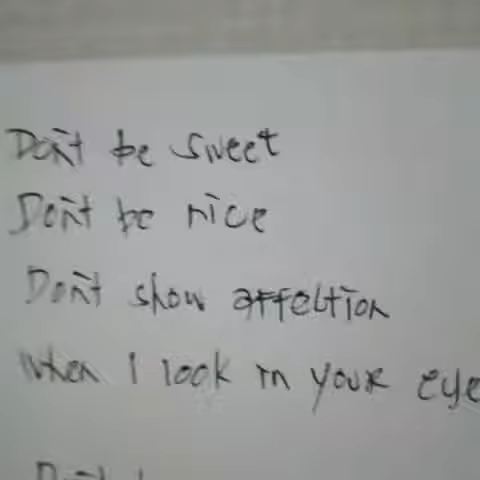 Don't be sweet
Don't be nice
Don't show affection
When I look in your eye